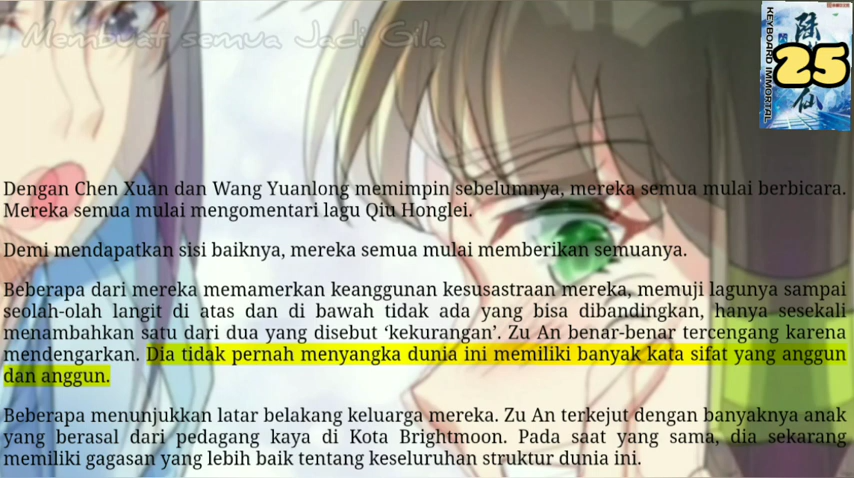 Membuat semua Jadi Gila
KEYBOARD IMMORTAL
25
Dengan Chen Xuan dan Wang Yuanlong memimpin sebelumnya, mereka semua mulai berbicara.
Mereka semua mulai mengomentari lagu Qiu Honglei.
Demi mendapatkan sisi baiknya, mereka semua mulai memberikan semuanya.
Beberapa dari mereka memamerkan keanggunan kesusastraan mereka, memuji lagunya sampai
seolah-olah langit di atas dan di bawah tidak ada yang bisa dibandingkan, hanya sesekali
menambahkan satu dari dua yang disebut ‘kekurangan’. Zu An benar-benar tercengang karena
mendengarkan. Dia tidak pernah menyangka dunia ini memiliki banyak kata sifat yang anggun
dan anggun.
Beberapa menunjukkan latar belakang keluarga mereka. Zu An terkejut dengan banyaknya anak
yang berasal dari pedagang kaya di Kota Brightmoon. Pada saat yang sama, dia sekarang
memiliki gagasan yang lebih baik tentang keseluruhan struktur dunia ini.